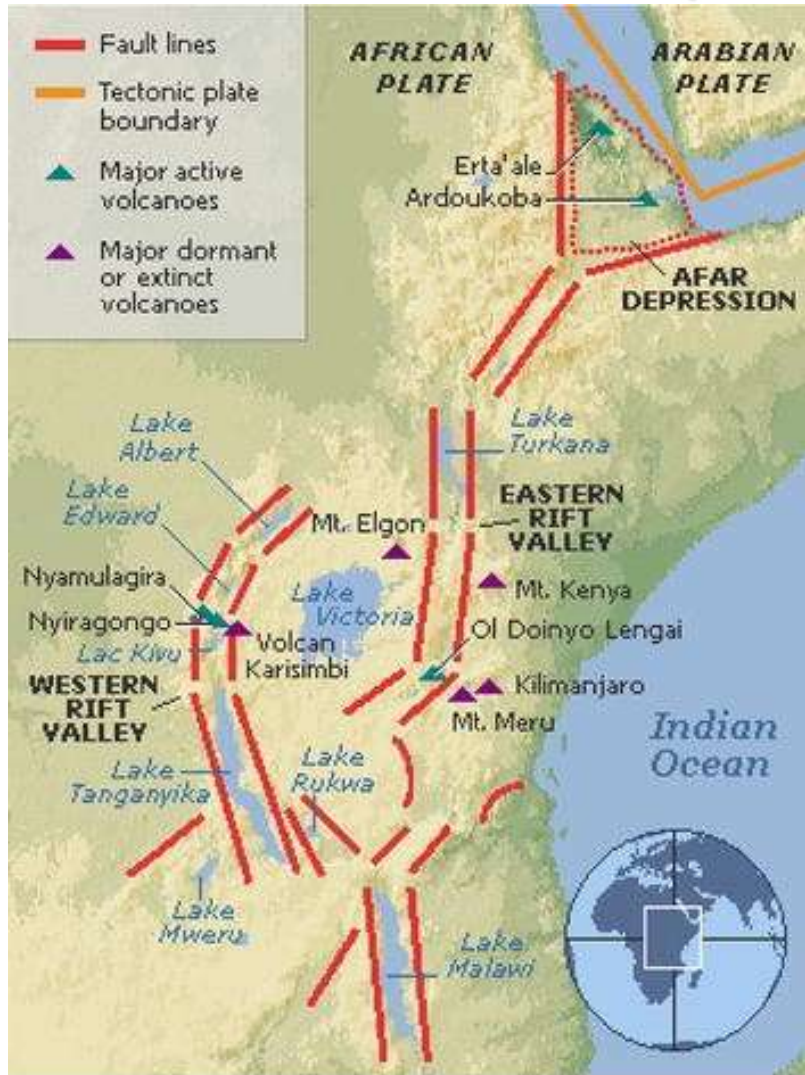 Fault lines
Tectonic plate
boundary
Major active
volcanoes
Major dormant
or extinct
volcanoes
AFRICAN
PLATE
ARABIAN
PLATE
Erta'ale
Ardoukoba
AFAR
DEPRESSION
Lake
Albert
Lake
Turkana
Lake
Edward
EASTERN
RIFT
VALLEY
Mt. Elgon
Nyamulagira
Lake
Victoria
Mt. Kenya
Nyiragongo
Ol Doinyo Lengai
Lac Kivu
Volcan
Karisimbi
WESTERN
RIFT
VALLEY
Kilimanjaro
Mt. Meru
Indian
Ocean
Lake
Tanganyika
Lake
Rukwa
Lake
Mweru
Lake
Malawi